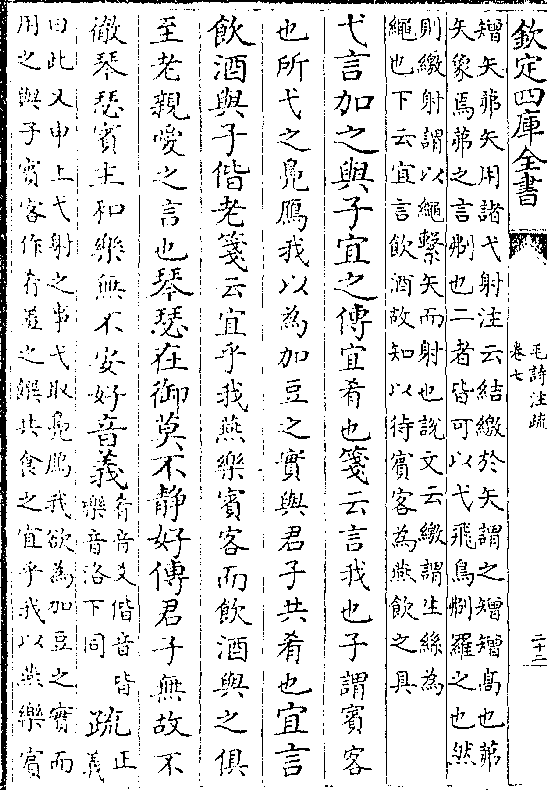 欽定四庫全書
毛詩注疏
卷七
二十二
矰矢茀矢用諸弋射注云結繳於矢謂之矰矰髙也茀
矢象焉茀之言刜也二者皆可以弋飛鳥刜羅之也然
則繳射謂以繩繫矢而射也説文云繳謂生絲為
繩也下云宜言飲酒故知以待賓客為燕飲之具
弋言加之與子宜之傳宜肴也箋云言我也子謂賓客
也所弋之鳧鴈我以為加豆之實與君子共肴也宜言
飲酒與子偕老箋云宜乎我燕樂賓客而飲酒與之俱
至老親愛之言也琴瑟在御莫不静好傳君子無故不
徹琴瑟賓主和樂無不安好音義肴音爻偕音皆
樂音洛下同疏正
義
曰此又申上弋射之事弋取鳧鴈我欲為加豆之實而
用之與子賓客作肴羞之饌共食之宜乎我以燕樂賓